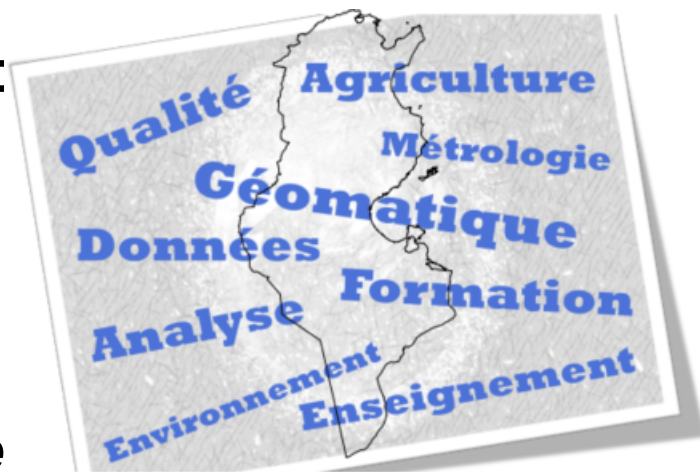 Qualité
Agriculture
Métrologie
Géomatique
Données
Formation
Analyse
Environnement
Enseignement